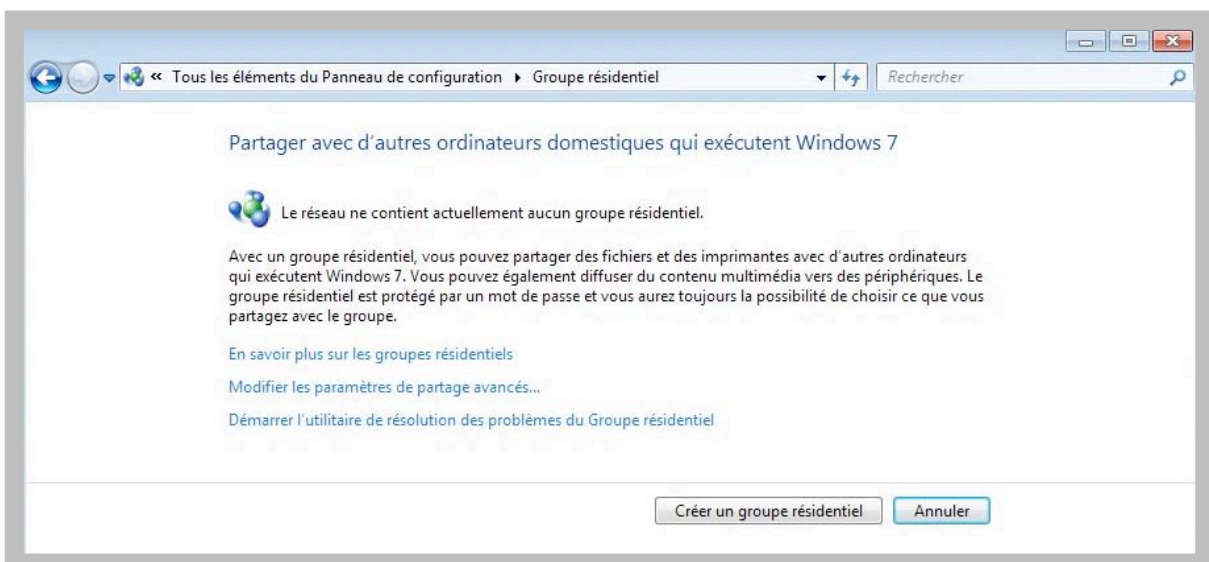 « Tous les éléments du Panneau de configuration ▸ Groupe résidentiel
Rechercher
Partager avec d'autres ordinateurs domestiques qui exécutent Windows 7
Le réseau ne contient actuellement aucun groupe résidentiel.
Avec un groupe résidentiel, vous pouvez partager des fichiers et des imprimantes avec d'autres ordinateurs
qui exécutent Windows 7. Vous pouvez également diffuser du contenu multimédia vers des périphériques. Le
groupe résidentiel est protégé par un mot de passe et vous aurez toujours la possibilité de choisir ce que vous
partagez avec le groupe.
En savoir plus sur les groupes résidentiels
Modifier les paramètres de partage avancés...
Démarrer l'utilitaire de résolution des problèmes du Groupe résidentiel
Créer un groupe résidentiel
Annuler